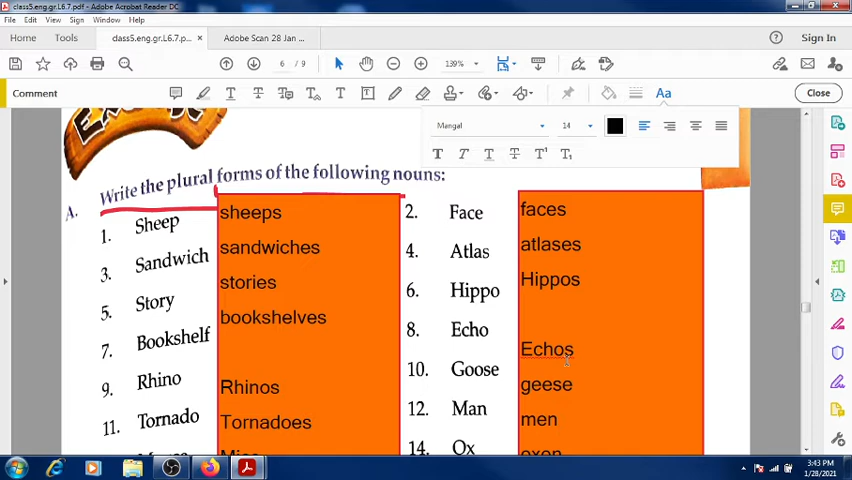 class5.eng.gr.L6.7.pdf - Adobe Acrobat Reader DC
File Edit View Sign Window Help
Home Tools class5.eng.gr.L6.7.p... × Adobe Scan 28 Jan ... Sign In
6 / 9 139%
Comment Close
Mangal 14
A. Write the plural forms of the following nouns:
1. Sheep sheeps 2. Face faces
3. Sandwich sandwiches 4. Atlas atlases
5. Story stories 6. Hippo Hippos
7. Bookshelf bookshelves 8. Echo Echos
9. Rhino Rhinos 10. Goose geese
11. Tornado Tornadoes 12. Man men
14. Ox oxen
3:43 PM
1/28/2021